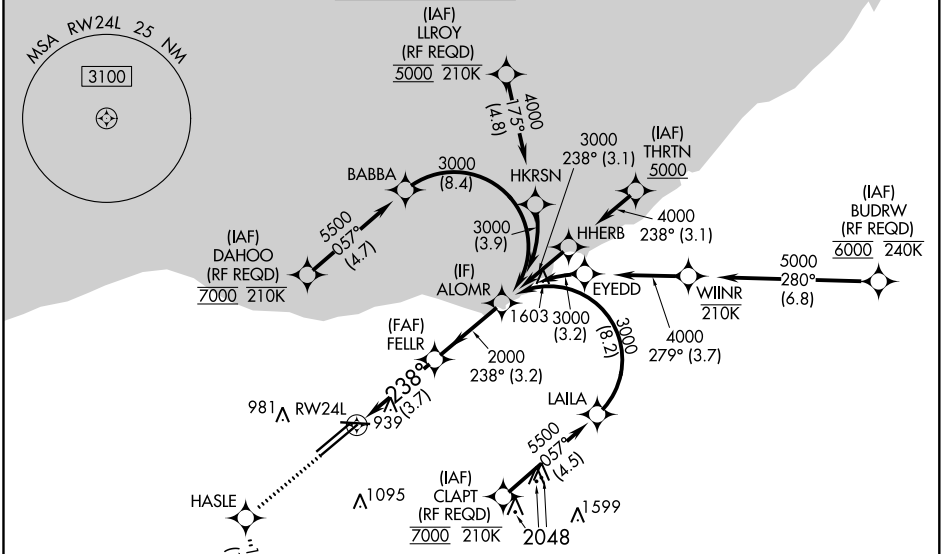 MSA RW24L 25 NM
3100
(IAF)
LLROY
(RF REQD)
5000 210K
4000
175°
(4.8)
3000
238° (3.1)
(IAF)
THRTN
5000
BABBA
3000
(8.4)
HKRSN
5500
057°
(4.7)
3000
(3.9)
HHERB
4000
238° (3.1)
(IAF)
BUDRW
(RF REQD)
6000 240K
(IAF)
DAHOO
(RF REQD)
7000 210K
(IF)
ALOMR
1603
3000
(3.2)
EYEDD
WIINR
210K
5000
280°
(6.8)
4000
279° (3.7)
3000
(8.2)
(FAF)
FELLR
2000
238° (3.2)
238°
(3.7)
981
RW24L
939
LAILA
5500
057°
(4.5)
HASLE
1095
(IAF)
CLAPT
(RF REQD)
7000 210K
2048
1599